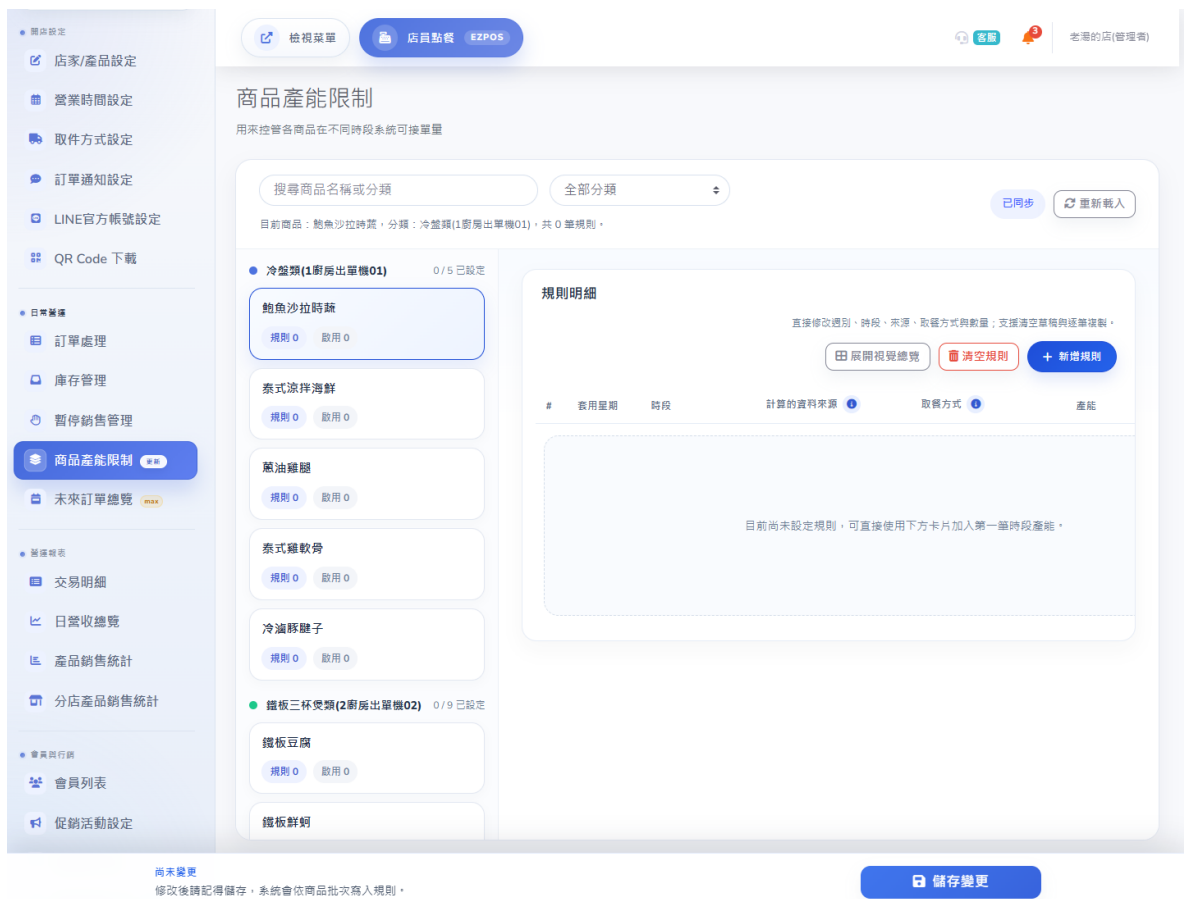 開店設定
店家/產品設定
營業時間設定
取件方式設定
訂單通知設定
LINE官方帳號設定
QR Code 下載
日常營運
訂單處理
庫存管理
暫停銷售管理
商品產能限制 更新
未來訂單總覽 max
營運報表
交易明細
日營收總覽
產品銷售統計
分店產品銷售統計
會員與行銷
會員列表
促銷活動設定
檢視菜單
店員點餐 EZPOS
客服
3
老湯的店(管理者)
商品產能限制
用來控管各商品在不同時段系統可接單量
搜尋商品名稱或分類
全部分類
目前商品：鮑魚沙拉時蔬，分類：冷盤類(1廚房出單機01)，共 0 筆規則。
已同步
重新載入
冷盤類(1廚房出單機01) 0 / 5 已設定
鮑魚沙拉時蔬
規則 0 啟用 0
泰式涼拌海鮮
規則 0 啟用 0
蔥油雞腿
規則 0 啟用 0
泰式雞軟骨
規則 0 啟用 0
冷滷豚腱子
規則 0 啟用 0
鐵板三杯煲類(2廚房出單機02) 0 / 9 已設定
鐵板豆腐
規則 0 啟用 0
鐵板鮮蚵
規則明細
直接修改週別、時段、來源、取餐方式與數量；支援清空草稿與逐筆複製。
展開視覺總覽
清空規則
+ 新增規則
# 套用星期 時段 計算的資料來源 取餐方式 產能
目前尚未設定規則，可直接使用下方卡片加入第一筆時段產能。
尚未變更
修改後請記得儲存，系統會依商品批次寫入規則。
儲存變更